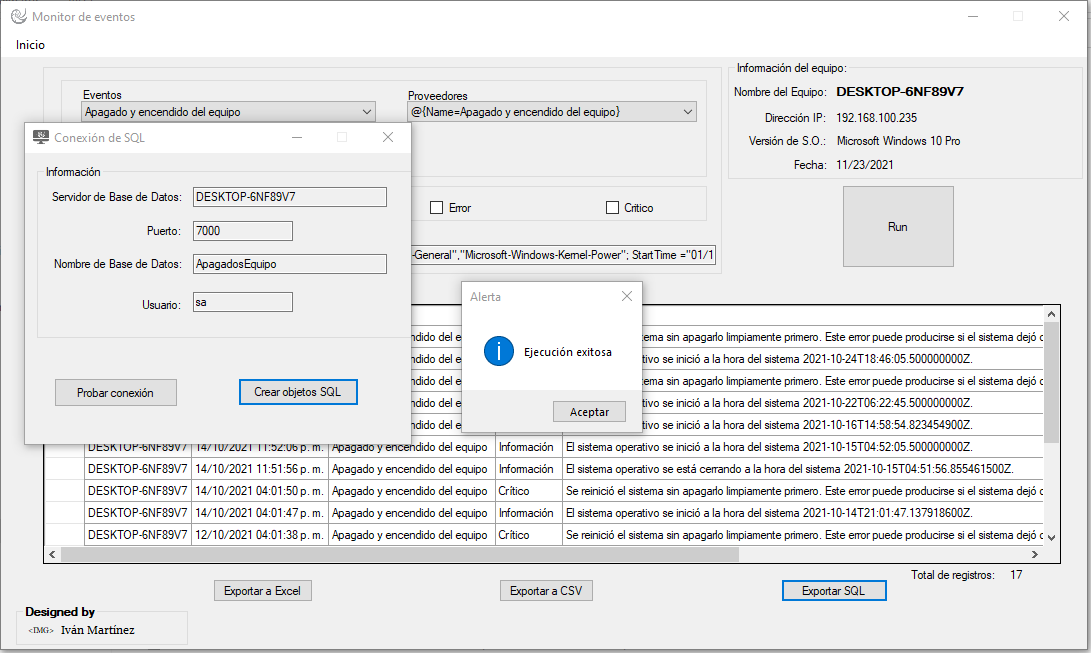 Monitor de eventos
Inicio
Eventos
Apagado y encendido del equipo
Proveedores
@{Name=Apagado y encendido del equipo}
Información del equipo:
Nombre del Equipo: DESKTOP-6NF89V7
Dirección IP: 192.168.100.235
Versión de S.O.: Microsoft Windows 10 Pro
Fecha: 11/23/2021
Run
Error
Critico
-General","Microsoft-Windows-Kernel-Power"; StartTime ="01/1
Conexión de SQL
Información
Servidor de Base de Datos: DESKTOP-6NF89V7
Puerto: 7000
Nombre de Base de Datos: ApagadosEquipo
Usuario: sa
Probar conexión
Crear objetos SQL
Alerta
Ejecución exitosa
Aceptar
ndido del e ema sin apagarlo limpiamente primero. Este error puede producirse si el sistema dejó c
ndido del e tivo se inició a la hora del sistema 2021-10-24T18:46:05.500000000Z.
ndido del e ema sin apagarlo limpiamente primero. Este error puede producirse si el sistema dejó c
ndido del e tivo se inició a la hora del sistema 2021-10-22T06:22:45.500000000Z.
ndido del e tivo se inició a la hora del sistema 2021-10-16T14:58:54.823454900Z.
DESKTOP-6NF89V7 14/10/2021 11:52:06 p. m. Apagado y encendido del equipo Información El sistema operativo se inició a la hora del sistema 2021-10-15T04:52:05.500000000Z.
DESKTOP-6NF89V7 14/10/2021 11:51:56 p. m. Apagado y encendido del equipo Información El sistema operativo se está cerrando a la hora del sistema 2021-10-15T04:51:56.855461500Z.
DESKTOP-6NF89V7 14/10/2021 04:01:50 p. m. Apagado y encendido del equipo Crítico Se reinició el sistema sin apagarlo limpiamente primero. Este error puede producirse si el sistema dejó c
DESKTOP-6NF89V7 14/10/2021 04:01:47 p. m. Apagado y encendido del equipo Información El sistema operativo se inició a la hora del sistema 2021-10-14T21:01:47.137918600Z.
DESKTOP-6NF89V7 12/10/2021 04:01:38 p. m. Apagado y encendido del equipo Crítico Se reinició el sistema sin apagarlo limpiamente primero. Este error puede producirse si el sistema dejó c
Total de registros: 17
Exportar a Excel
Exportar a CSV
Exportar SQL
Designed by
<IMG> Iván Martínez